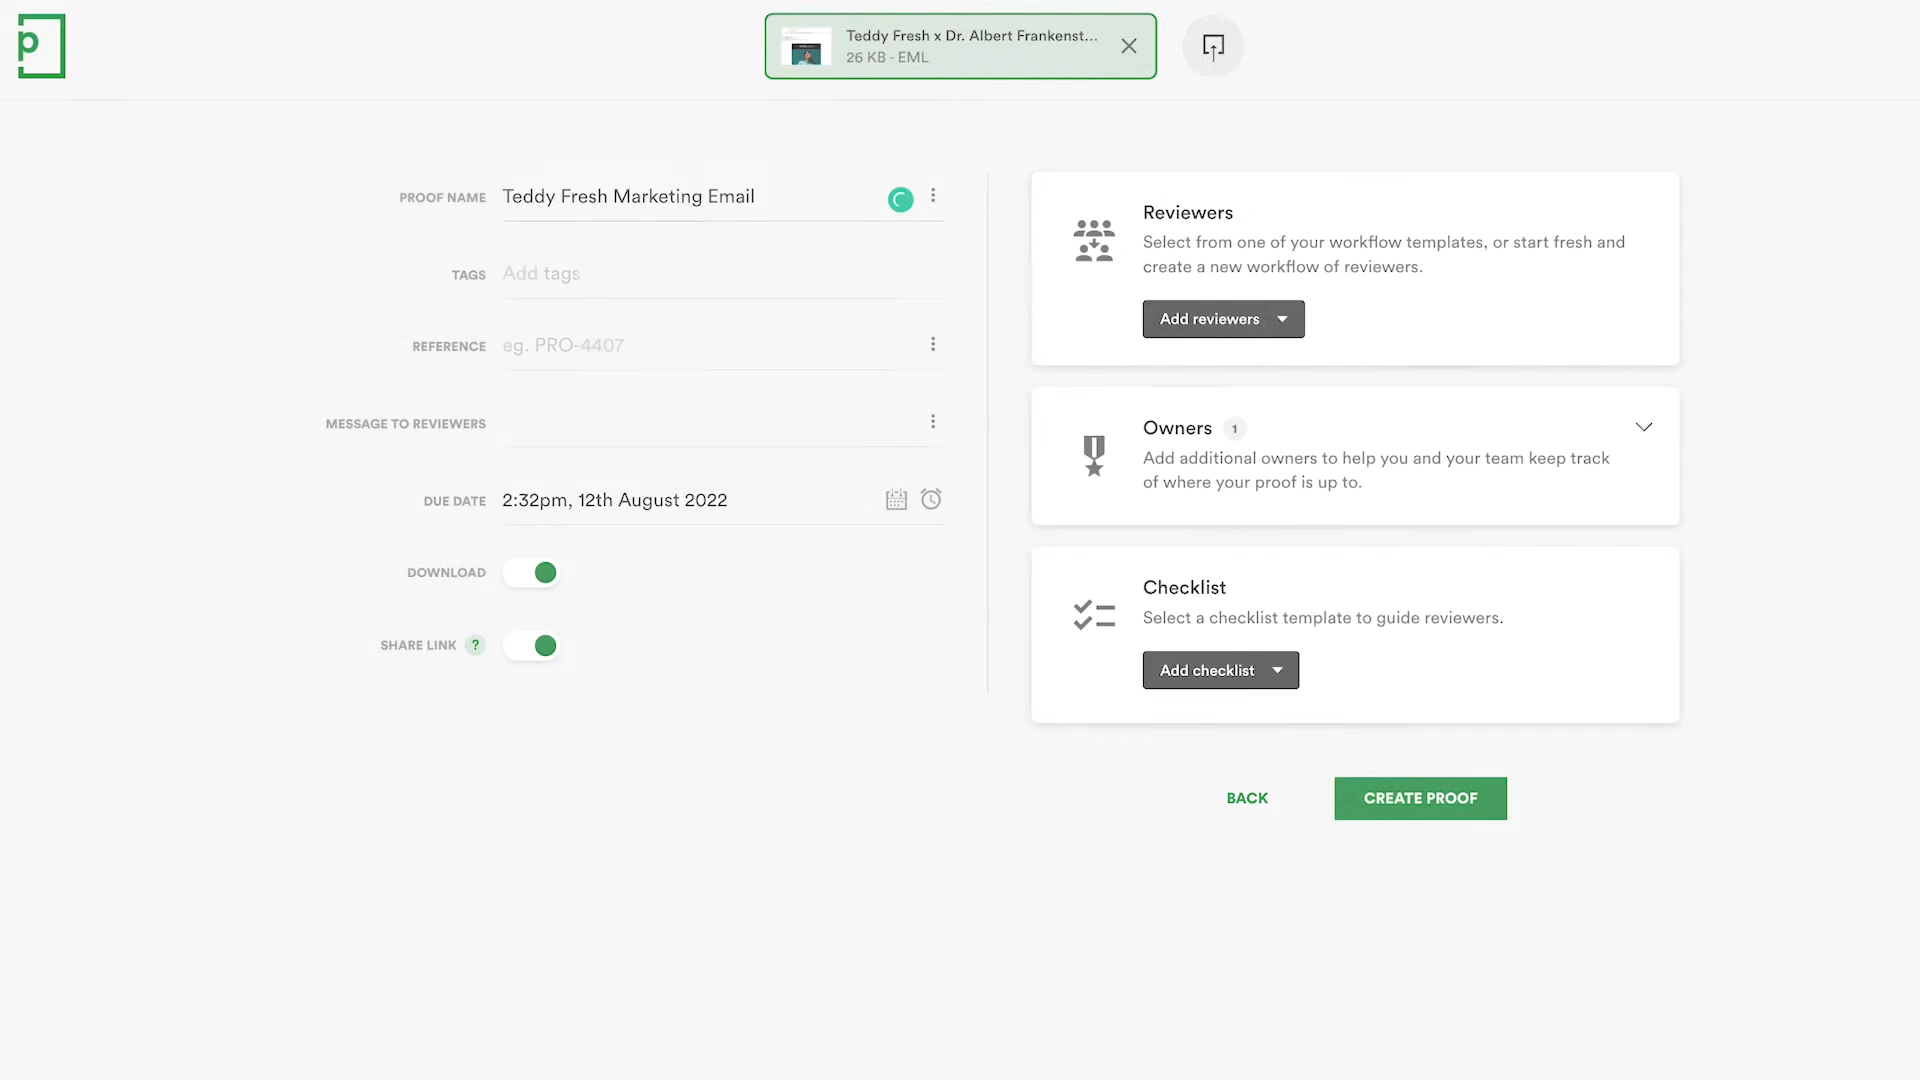 p
Teddy Fresh x Dr. Albert Frankenst...
26 KB - EML
PROOF NAME
Teddy Fresh Marketing Email
TAGS
Add tags
REFERENCE
eg. PRO-4407
MESSAGE TO REVIEWERS
DUE DATE
2:32pm, 12th August 2022
DOWNLOAD
SHARE LINK ?
Reviewers
Select from one of your workflow templates, or start fresh and
create a new workflow of reviewers.
Add reviewers
Owners 1
Add additional owners to help you and your team keep track
of where your proof is up to.
Checklist
Select a checklist template to guide reviewers.
Add checklist
BACK
CREATE PROOF